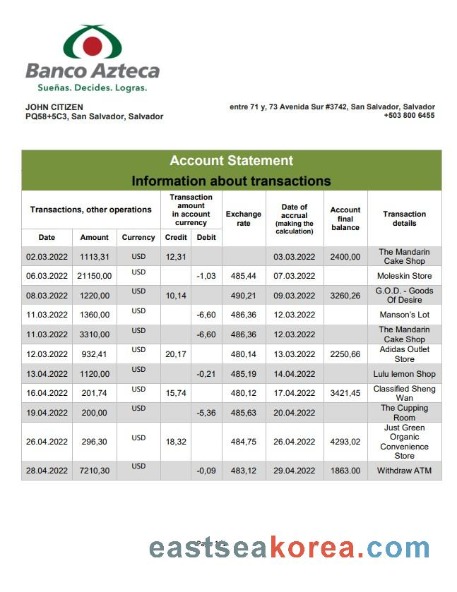 Banco Azteca
Sueñas. Decides. Logras.
JOHN CITIZEN
PQ58+5C3, San Salvador, Salvador
entre 71 y, 73 Avenida Sur #3742, San Salvador, Salvador
+503 800 6455
Account Statement
Information about transactions
Transactions, other operations
Transaction
amount
in account
currency
Exchange
rate
Date of
accrual
(making the
calculation)
Account
final
balance
Transaction
details
Date Amount Currency Credit Debit
02.03.2022 1113,31 USD 12,31 03.03.2022 2400,00 The Mandarin
Cake Shop
06.03.2022 21150,00 USD -1,03 485,44 07.03.2022 Moleskin Store
08.03.2022 1220,00 USD 10,14 490,21 09.03.2022 3260,26 G.O.D. - Goods
Of Desire
11.03.2022 1360,00 USD -6,60 486,36 12.03.2022 Manson's Lot
11.03.2022 3310,00 USD -6,60 486,36 12.03.2022 The Mandarin
Cake Shop
12.03.2022 932,41 USD 20,17 480,14 13.03.2022 2250,66 Adidas Outlet
Store
13.04.2022 1120,00 USD -0,21 485,19 14.04.2022 Lulu lemon Shop
16.04.2022 201,74 USD 15,74 480,12 17.04.2022 3421,45 Classified Sheng
Wan
19.04.2022 200,00 USD -5,36 485,63 20.04.2022 The Cupping
Room
26.04.2022 296,30 USD 18,32 484,75 26.04.2022 4293,02 Just Green
Organic
Convenience
Store
28.04.2022 7210,30 USD -0,09 483,12 29.04.2022 1863.00 Withdraw ATM
eastseakorea.com